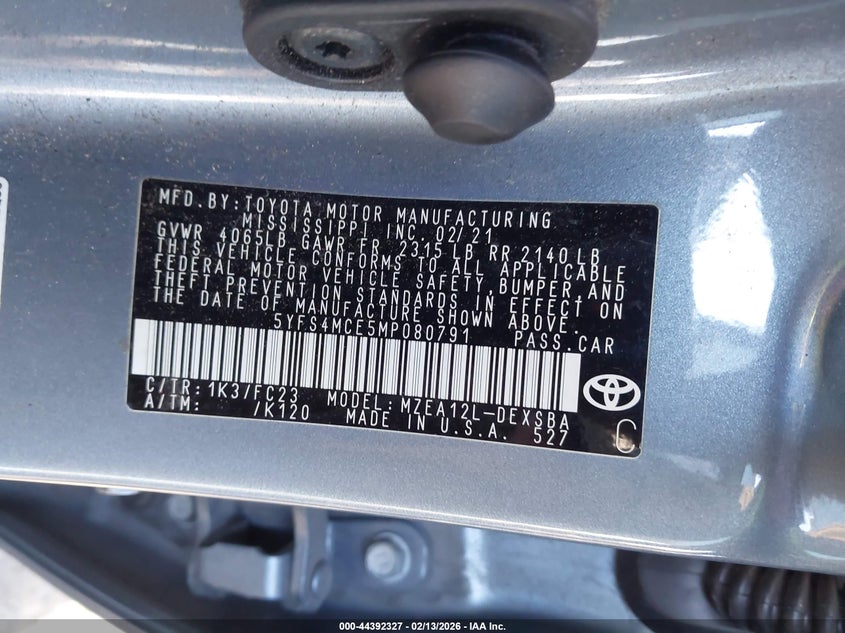 MFD.BY:TOYOTA MOTOR MANUFACTURING
MISSISSIPPI INC. 02/21
GVWR 4065LB GAWR FR 2315LB RR 2140LB
THIS VEHICLE CONFORMS TO ALL APPLICABLE
FEDERAL MOTOR VEHICLE SAFETY,BUMPER, AND
THEFT PREVENTION STANDARDS IN EFFECT ON
THE DATE OF MANUFACTURE SHOWN ABOVE.
5YFS4MCE5MP080791 PASS.CAR
C/TR:1K3/FC23 MODEL:MZEA12L-DEXSBA
A/TM: /K120 MADE IN U.S.A. 527
C
000-44392327 - 02/13/2026 - IAA Inc.